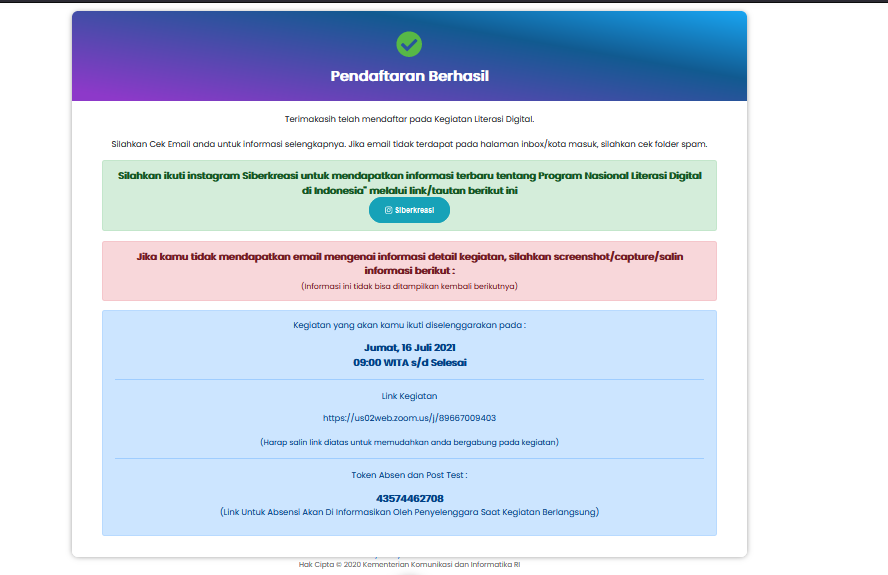 Pendaftaran Berhasil
Terimakasih telah mendaftar pada Kegiatan Literasi Digital.
Silahkan Cek Email anda untuk informasi selengkapnya. Jika email tidak terdapat pada halaman inbox/kota masuk, silahkan cek folder spam.
Silahkan ikuti instagram Siberkreasi untuk mendapatkan informasi terbaru tentang Program Nasional Literasi Digital
di Indonesia" melalui link/tautan berikut ini
Siberkreasi
Jika kamu tidak mendapatkan email mengenai informasi detail kegiatan, silahkan screenshot/capture/salin
informasi berikut :
(Informasi ini tidak bisa ditampilkan kembali berikutnya)
Kegiatan yang akan kamu ikuti diselenggarakan pada :
Jumat, 16 Juli 2021
09:00 WITA s/d Selesai
Link Kegiatan
https://us02web.zoom.us/j/89667009403
(Harap salin link diatas untuk memudahkan anda bergabung pada kegiatan)
Token Absen dan Post Test :
43574462708
(Link Untuk Absensi Akan Di Informasikan Oleh Penyelenggara Saat Kegiatan Berlangsung)
Hak Cipta © 2020 Kementerian Komunikasi dan Informatika RI